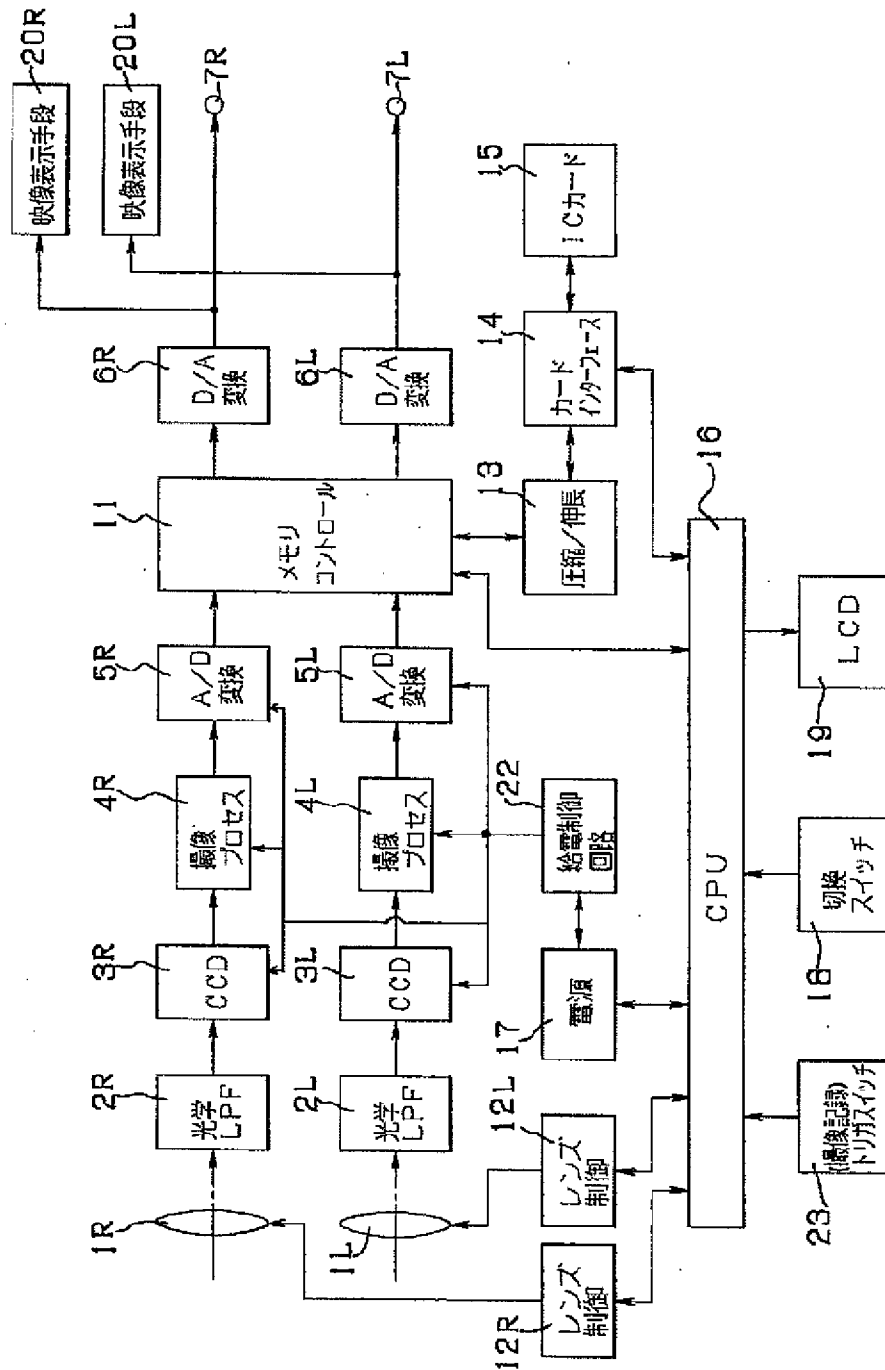 1R
2R
光学
LPF
3R
CCD
4R
撮像
プロセス
5R
A/D
変換
11
メモリ
コントロール
6R
D/A
変換
映像表示手段
20R
映像表示手段
20L
7R
7L
1L
2L
光学
LPF
3L
CCD
4L
撮像
プロセス
5L
A/D
変換
6L
D/A
変換
12R
レンズ
制御
12L
レンズ
制御
17
電源
22
給電制御
回路
13
圧縮/伸長
14
カード
インターフェース
15
ICカード
16
CPU
23
(撮像記録)
トリガスイッチ
18
切換
スイッチ
19
LCD